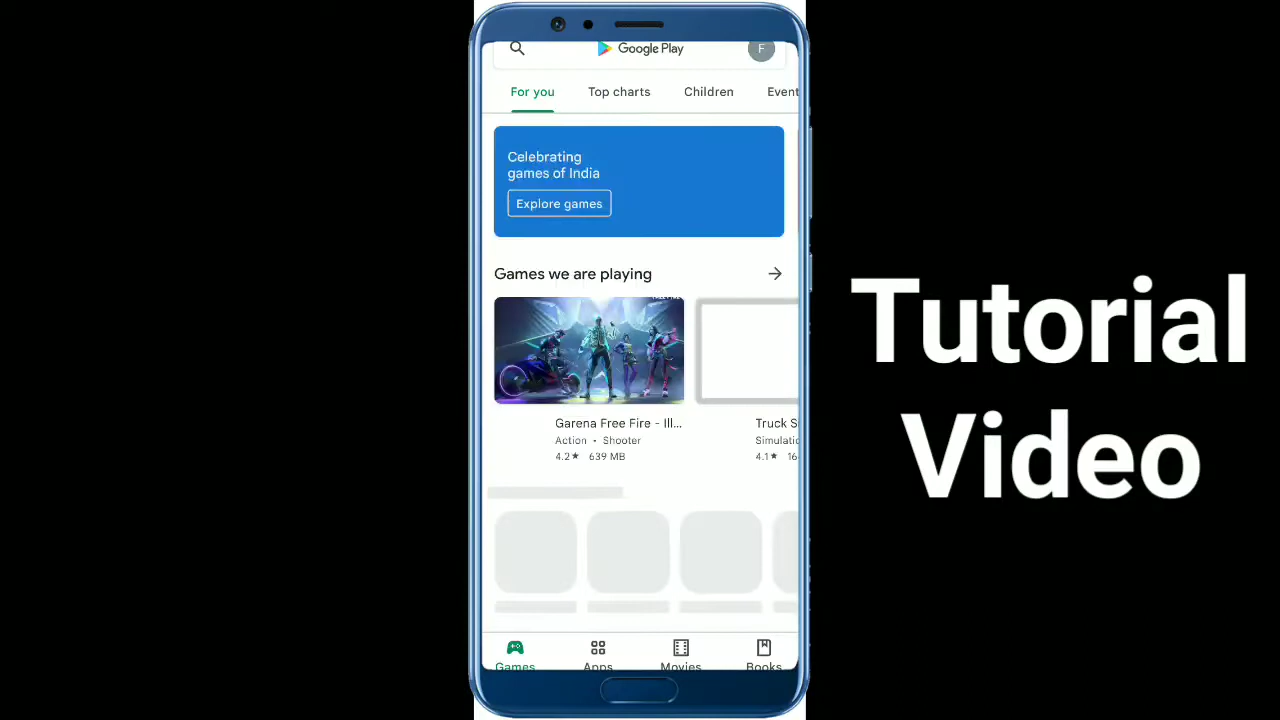 Google Play
F
For you
Top charts
Children
Event
Celebrating
games of India
Explore games
Games we are playing
Garena Free Fire - Ill...
Action • Shooter
4.2★ 639 MB
Truck S
Simulatio
4.1★ 16
Games
Apps
Movies
Books
Tutorial
Video